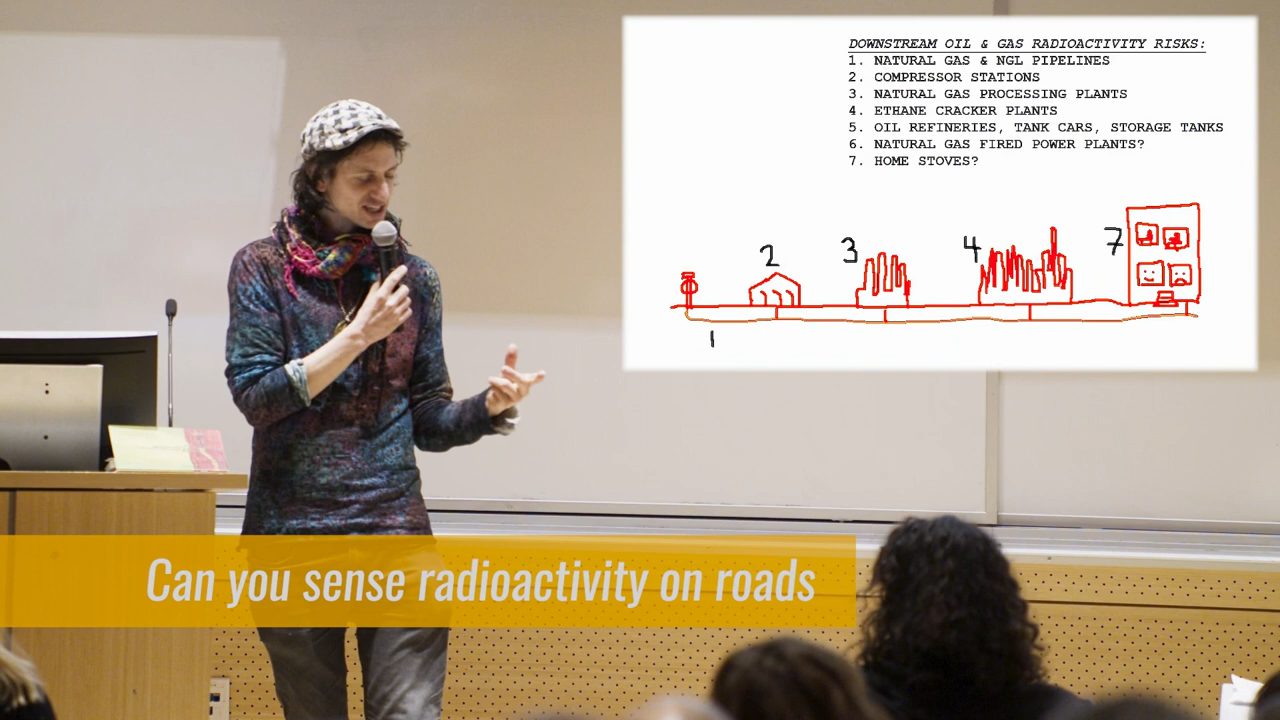 DOWNSTREAM OIL & GAS RADIOACTIVITY RISKS:
1. NATURAL GAS & NGL PIPELINES
2. COMPRESSOR STATIONS
3. NATURAL GAS PROCESSING PLANTS
4. ETHANE CRACKER PLANTS
5. OIL REFINERIES, TANK CARS, STORAGE TANKS
6. NATURAL GAS FIRED POWER PLANTS?
7. HOME STOVES?
2 3 4 7
1
Can you sense radioactivity on roads